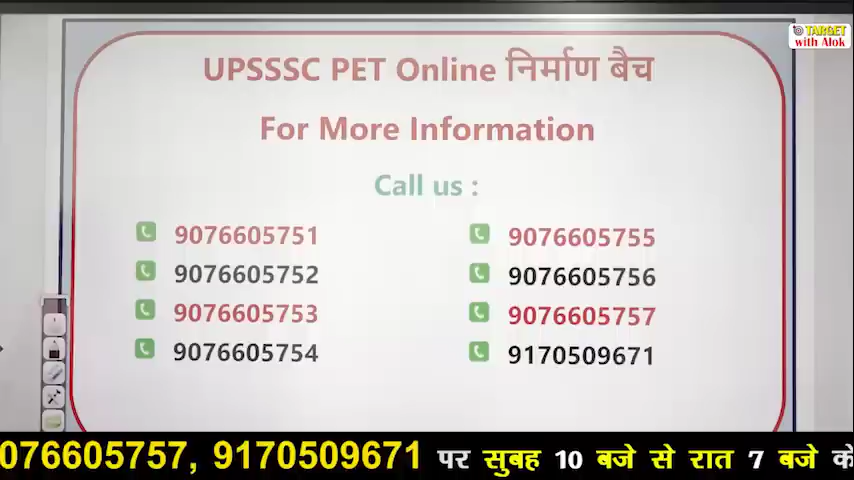 TARGET
with Alok
UPSSSC PET Online निर्माण बैच
For More Information
Call us :
9076605751
9076605752
9076605753
9076605754
9076605755
9076605756
9076605757
9170509671
076605757, 9170509671 पर सुबह 10 बजे से रात 7 बजे के